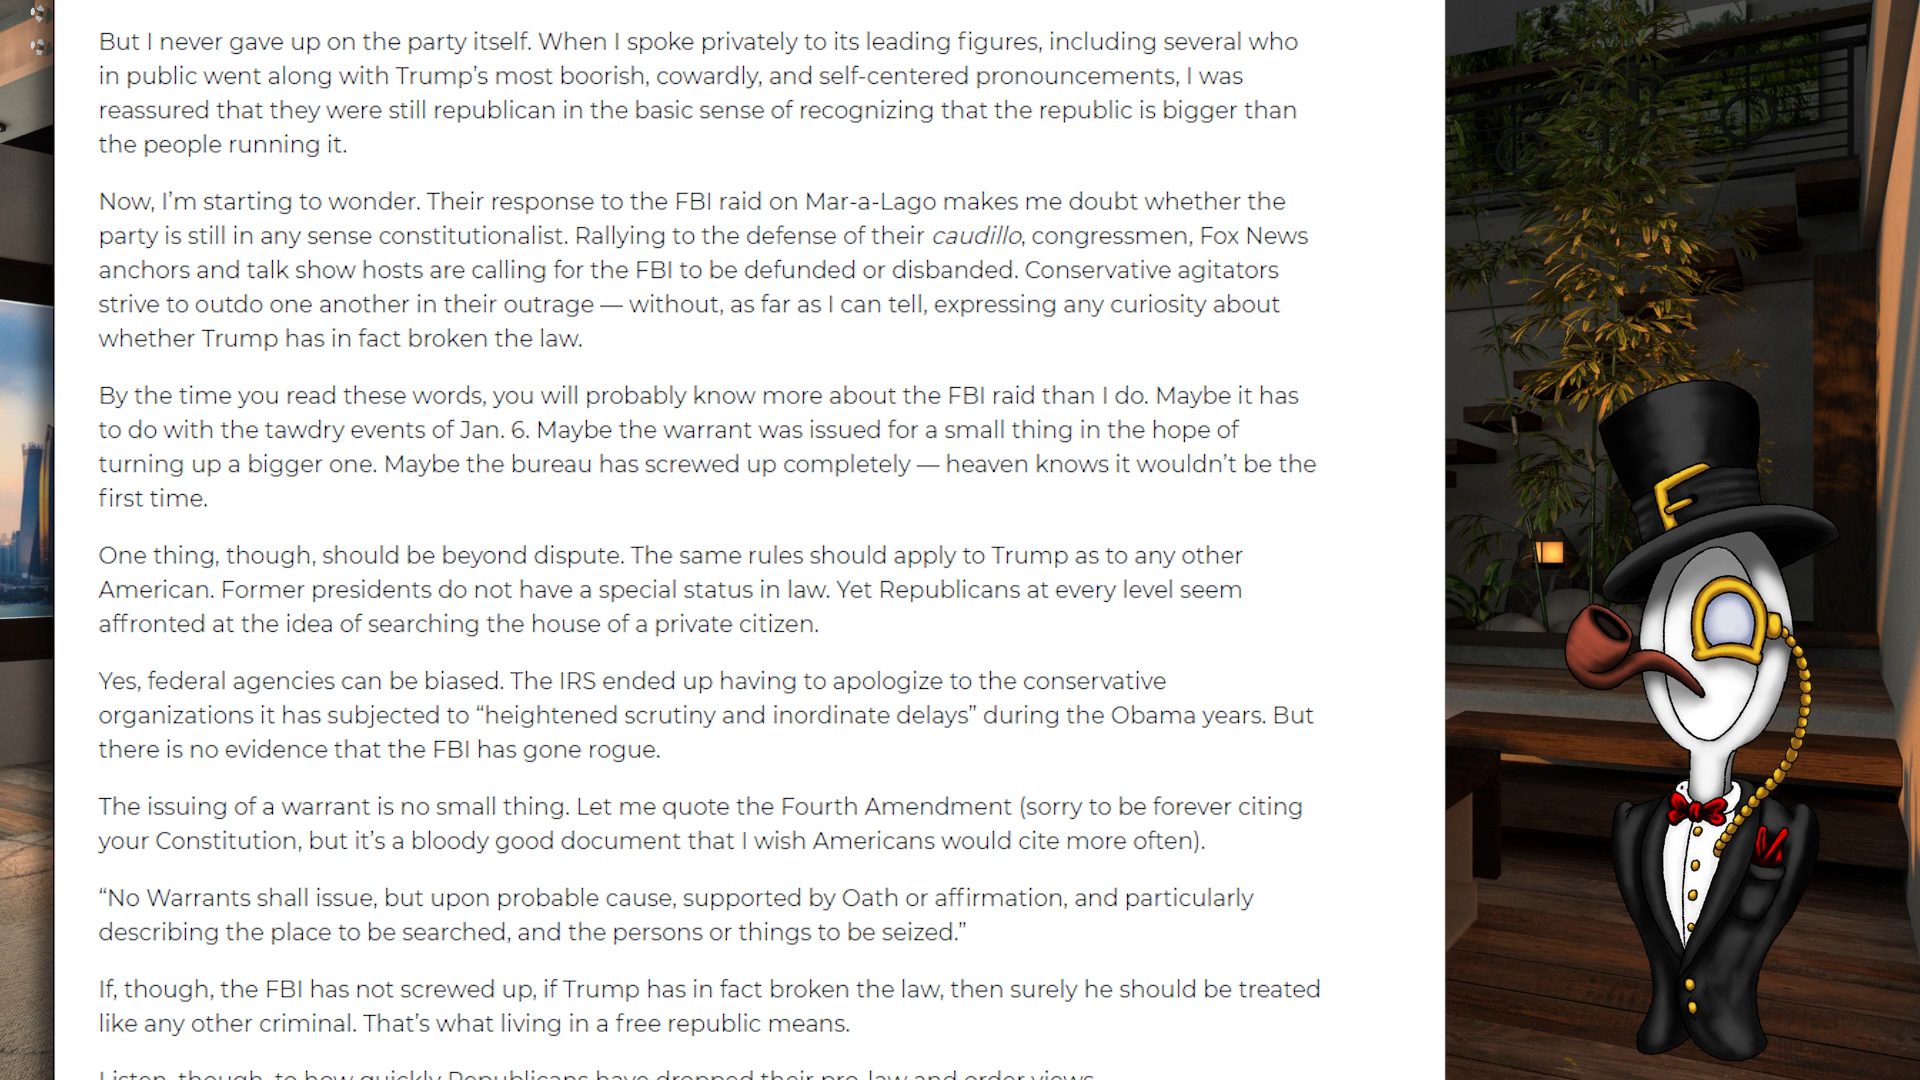 But I never gave up on the party itself. When I spoke privately to its leading figures, including several who
in public went along with Trump’s most boorish, cowardly, and self-centered pronouncements, I was
reassured that they were still republican in the basic sense of recognizing that the republic is bigger than
the people running it.
Now, I’m starting to wonder. Their response to the FBI raid on Mar-a-Lago makes me doubt whether the
party is still in any sense constitutionalist. Rallying to the defense of their caudillo, congressmen, Fox News
anchors and talk show hosts are calling for the FBI to be defunded or disbanded. Conservative agitators
strive to outdo one another in their outrage — without, as far as I can tell, expressing any curiosity about
whether Trump has in fact broken the law.
By the time you read these words, you will probably know more about the FBI raid than I do. Maybe it has
to do with the tawdry events of Jan. 6. Maybe the warrant was issued for a small thing in the hope of
turning up a bigger one. Maybe the bureau has screwed up completely — heaven knows it wouldn’t be the
first time.
One thing, though, should be beyond dispute. The same rules should apply to Trump as to any other
American. Former presidents do not have a special status in law. Yet Republicans at every level seem
affronted at the idea of searching the house of a private citizen.
Yes, federal agencies can be biased. The IRS ended up having to apologize to the conservative
organizations it has subjected to “heightened scrutiny and inordinate delays” during the Obama years. But
there is no evidence that the FBI has gone rogue.
The issuing of a warrant is no small thing. Let me quote the Fourth Amendment (sorry to be forever citing
your Constitution, but it’s a bloody good document that I wish Americans would cite more often).
“No Warrants shall issue, but upon probable cause, supported by Oath or affirmation, and particularly
describing the place to be searched, and the persons or things to be seized.”
If, though, the FBI has not screwed up, if Trump has in fact broken the law, then surely he should be treated
like any other criminal. That’s what living in a free republic means.
Listen, though, to how quickly Republicans have dropped their pro-law and order views.